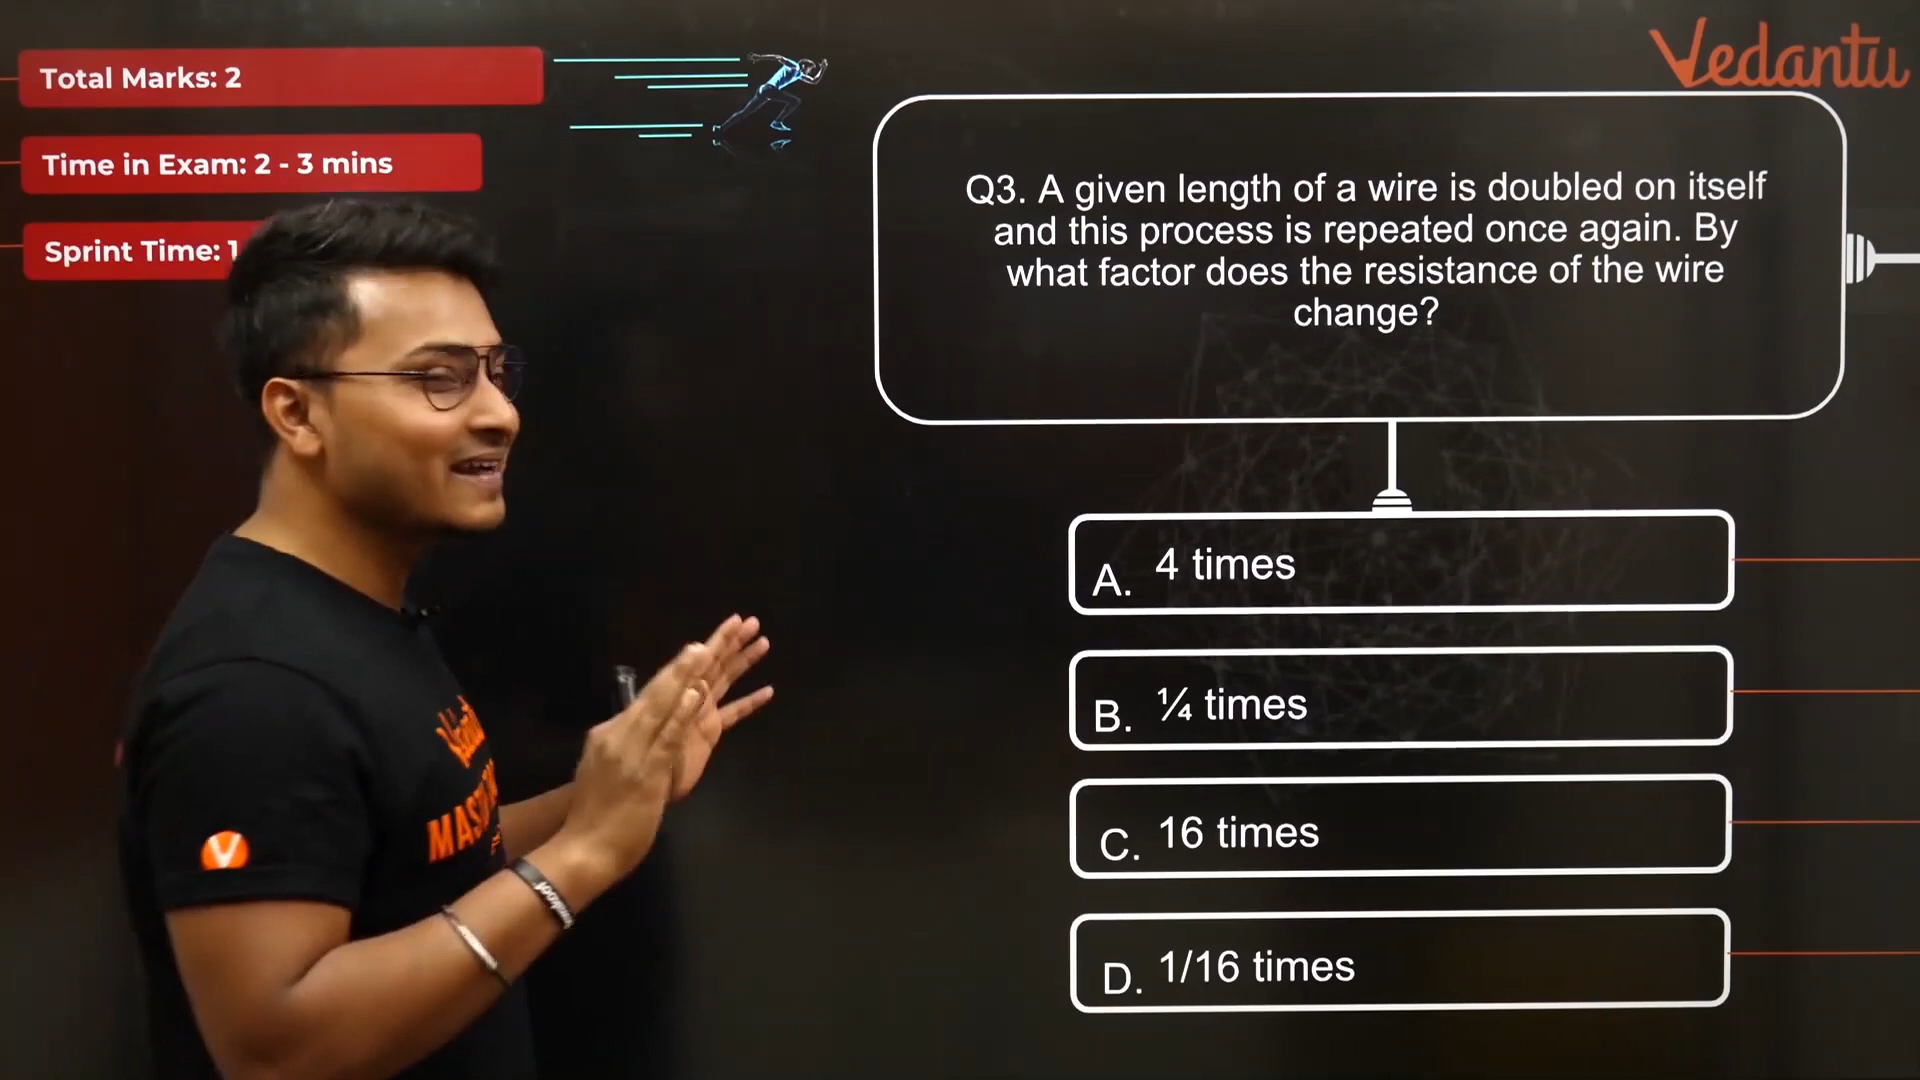 Total Marks: 2
Time in Exam: 2 - 3 mins
Sprint Time: 1
Vedantu
Q3. A given length of a wire is doubled on itself
and this process is repeated once again. By
what factor does the resistance of the wire
change?
A. 4 times
B. ¼ times
C. 16 times
D. 1/16 times
V